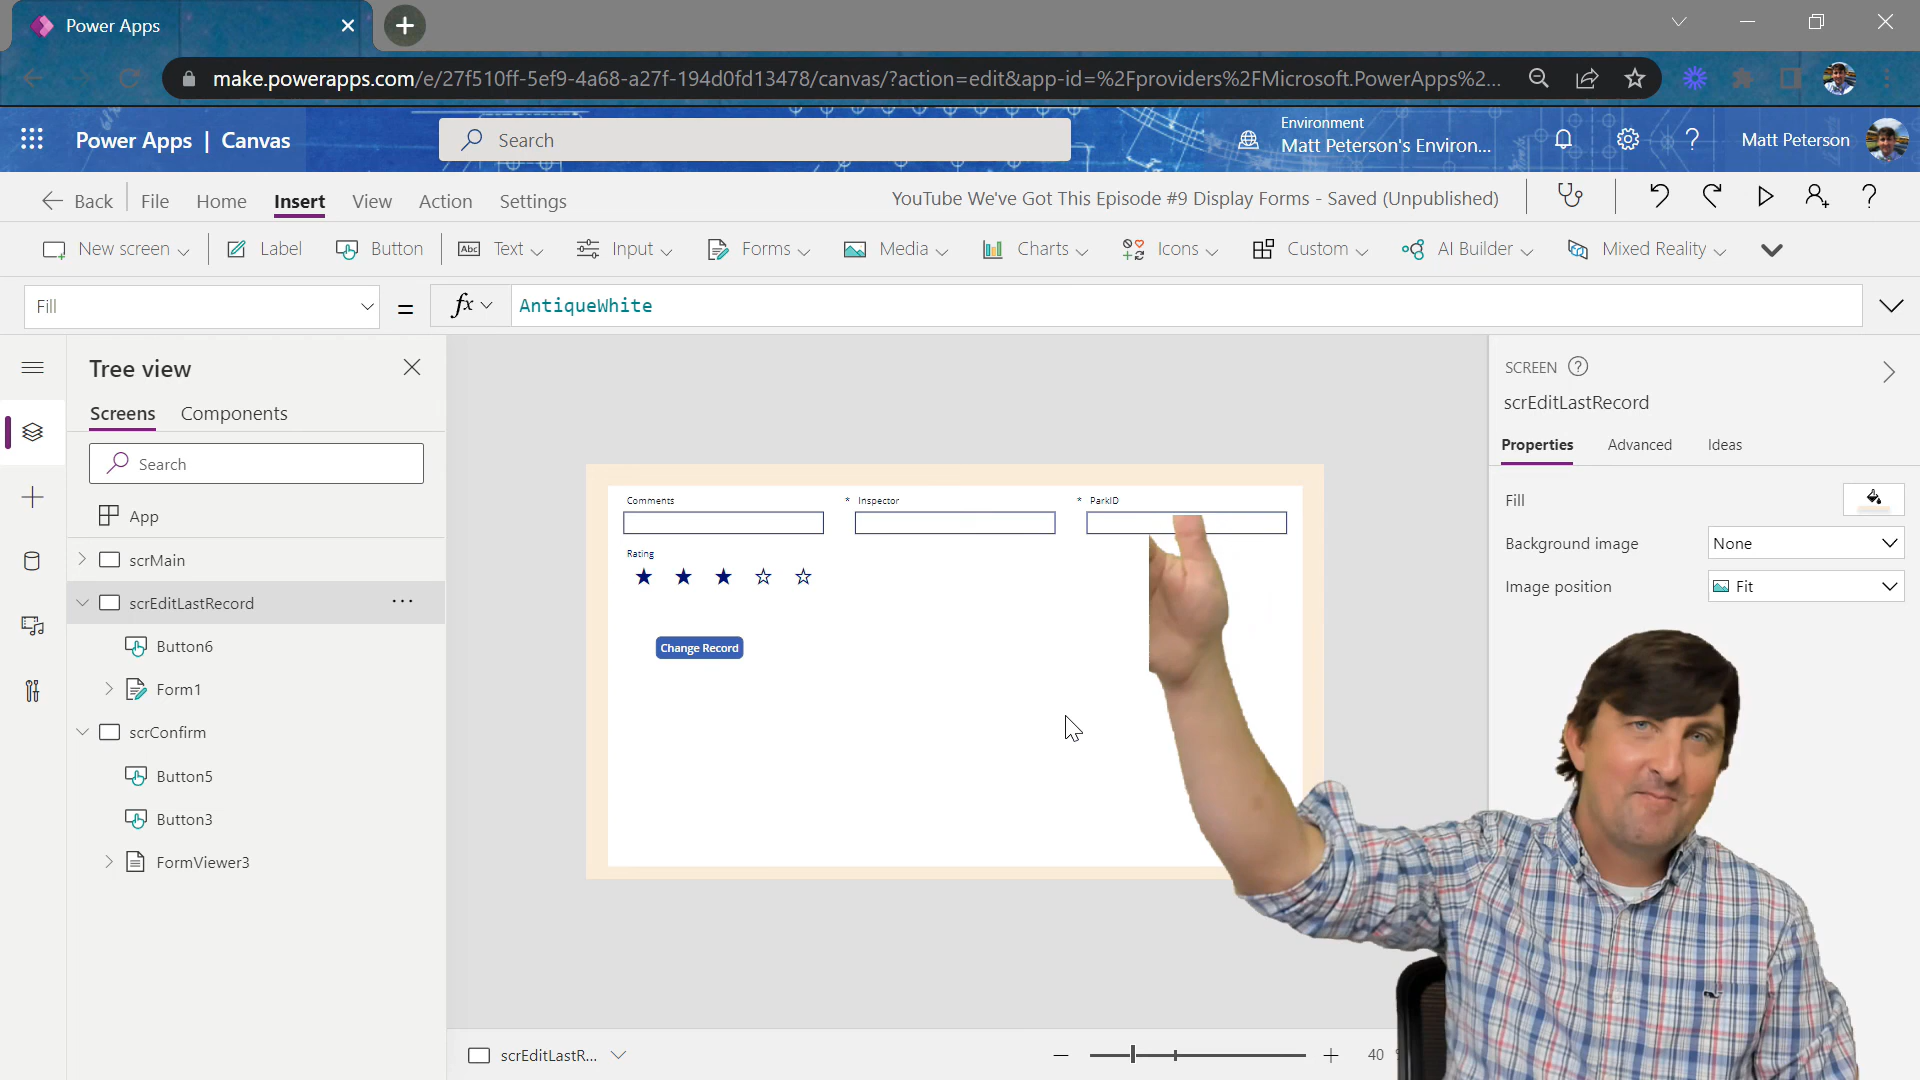 Power Apps
make.powerapps.com/e/27f510ff-5ef9-4a68-a27f-194d0fd13478/canvas/?action=edit&app-id=%2Fproviders%2FMicrosoft.PowerApps%2...
Power Apps | Canvas
Search
Environment
Matt Peterson's Environ...
Matt Peterson
Back
File
Home
Insert
View
Action
Settings
YouTube We've Got This Episode #9 Display Forms - Saved (Unpublished)
New screen
Label
Button
Abc Text
Input
Forms
Media
Charts
Icons
Custom
AI Builder
Mixed Reality
Fill
=
fx
AntiqueWhite
Tree view
Screens
Components
Search
App
scrMain
scrEditLastRecord
Button6
Form1
scrConfirm
Button5
Button3
FormViewer3
Comments
* Inspector
* ParkID
Rating
Change Record
SCREEN
scrEditLastRecord
Properties
Advanced
Ideas
Fill
Background image
None
Image position
Fit
scrEditLastR...
40